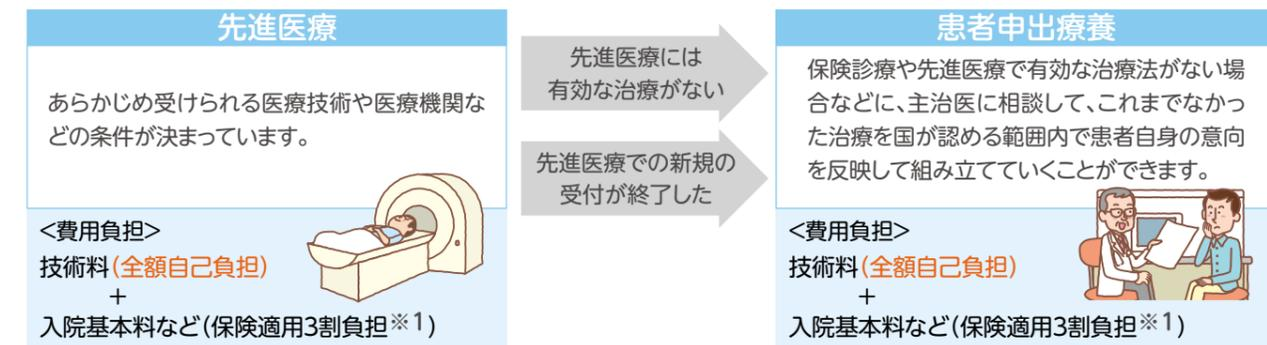 先進医療
あらかじめ受けられる医療技術や医療機関な
どの条件が決まっています。
<費用負担>
技術料(全額自己負担)
+
入院基本料など(保険適用3割負担※1)
先進医療には
有効な治療がない
先進医療での新規の
受付が終了した
患者申出療養
保険診療や先進医療で有効な治療法がない場
合などに、主治医に相談して、これまでなかっ
た治療を国が認める範囲内で患者自身の意向
を反映して組み立てていくことができます。
<費用負担>
技術料(全額自己負担)
+
入院基本料など(保険適用3割負担※1)